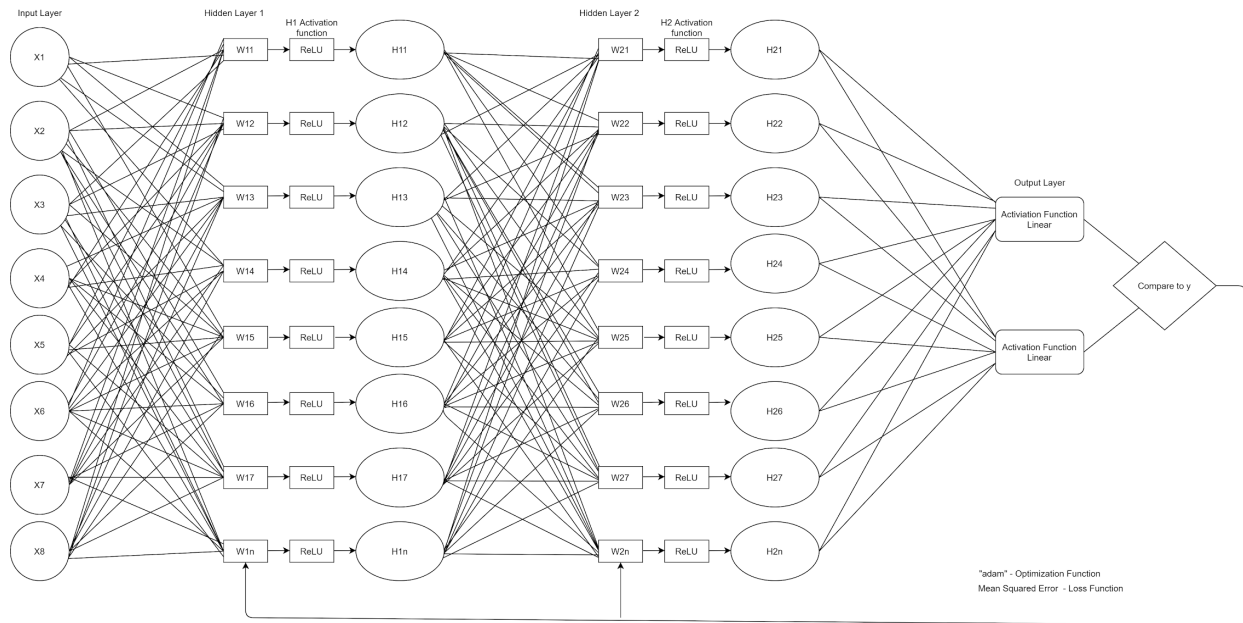 Input Layer
Hidden Layer 1
H1 Activation
function
Hidden Layer 2
H2 Activation
function
X1
W11
ReLU
H11
W21
ReLU
H21
X2
W12
ReLU
H12
W22
ReLU
H22
X3
W13
ReLU
H13
W23
ReLU
H23
X4
W14
ReLU
H14
W24
ReLU
H24
X5
W15
ReLU
H15
W25
ReLU
H25
X6
W16
ReLU
H16
W26
ReLU
H26
X7
W17
ReLU
H17
W27
ReLU
H27
X8
W1n
ReLU
H1n
W2n
ReLU
H2n
Output Layer
Activiation Function
Linear
Activation Function
Linear
Compare to y
"adam" - Optimization Function
Mean Squared Error - Loss Function